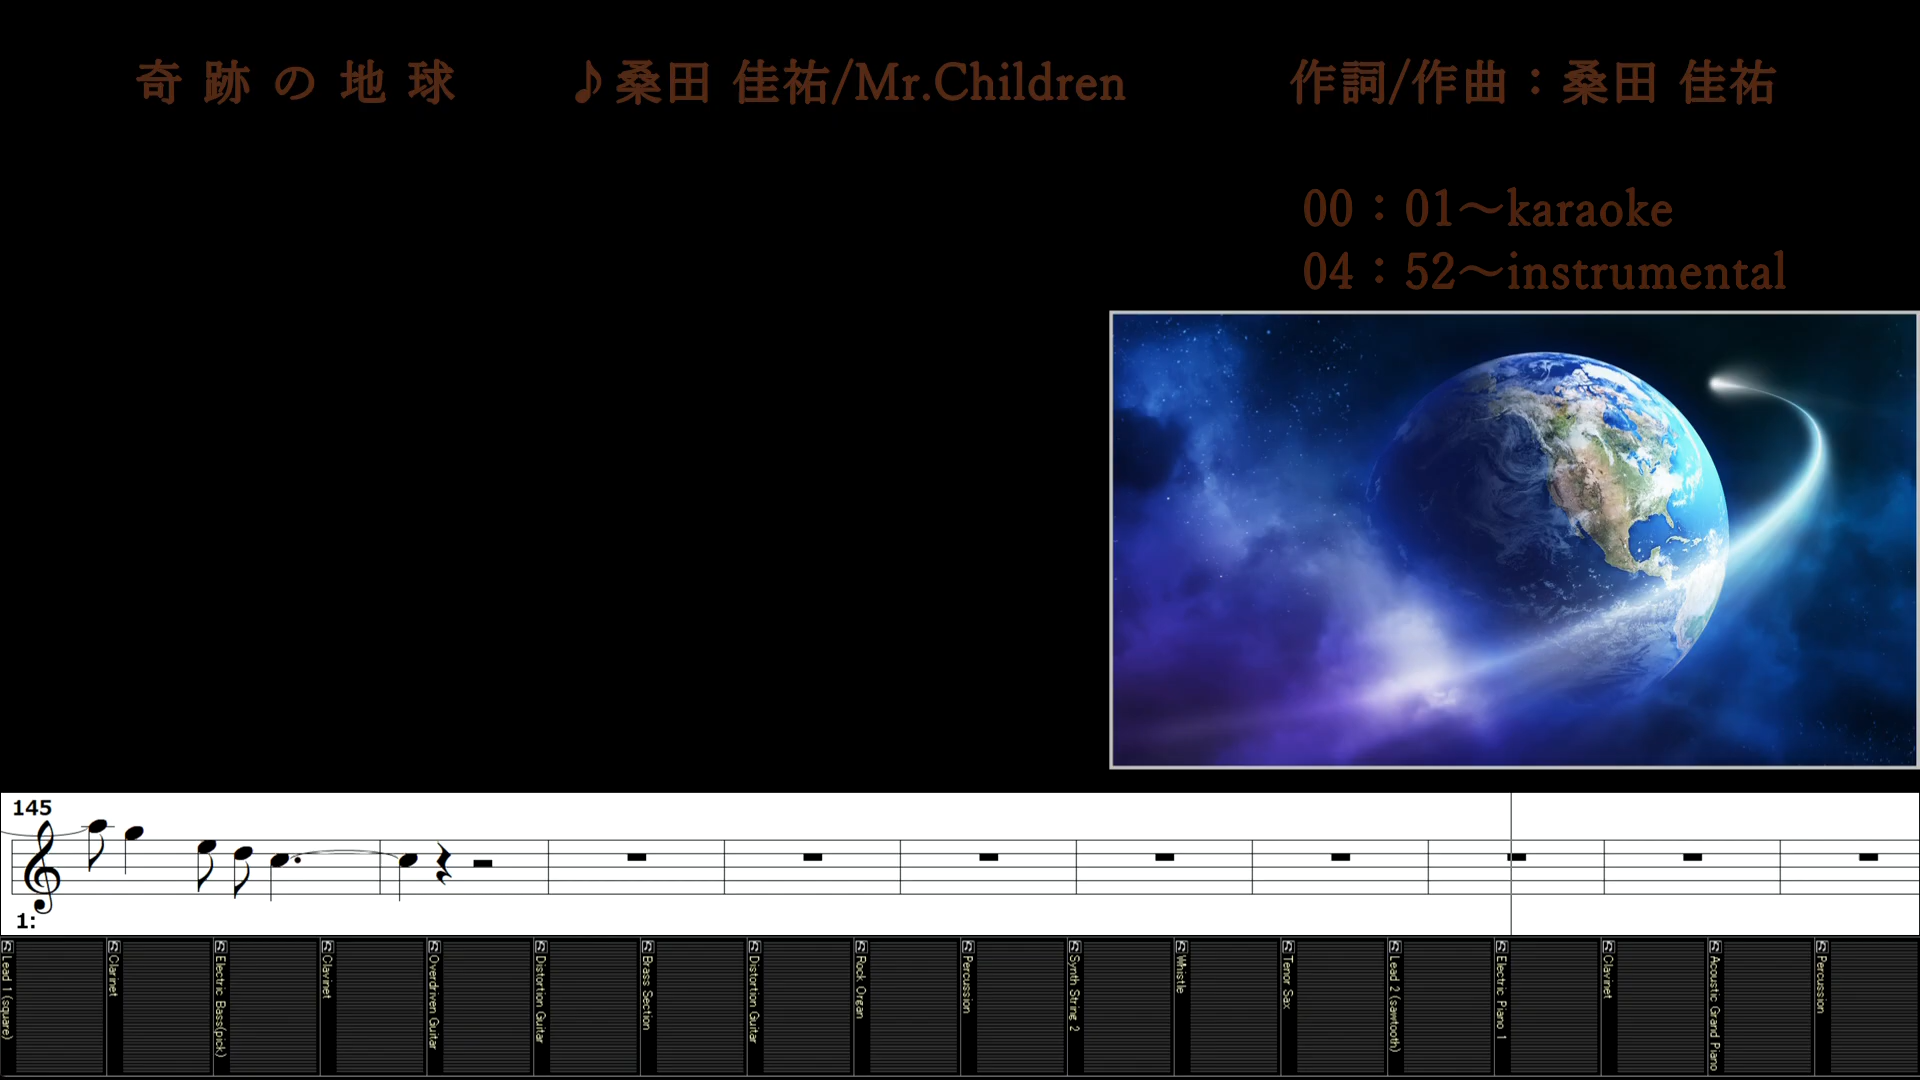 奇 跡 の 地 球 ♪桑田 佳祐/Mr.Children 作詞/作曲：桑田 佳祐
00：01～karaoke
04：52～instrumental
145
1:
Lead 1 (square)
Clarinet
Electric Bass(pick)
Clavinet
Overdriven Guitar
Distortion Guitar
Brass Section
Distortion Guitar
Rock Organ
Percussion
Synth String 2
Whistle
Tenor Sax
Lead 2 (sawtooth)
Electric Piano 1
Clavinet
Acoustic Grand Piano
Percussion